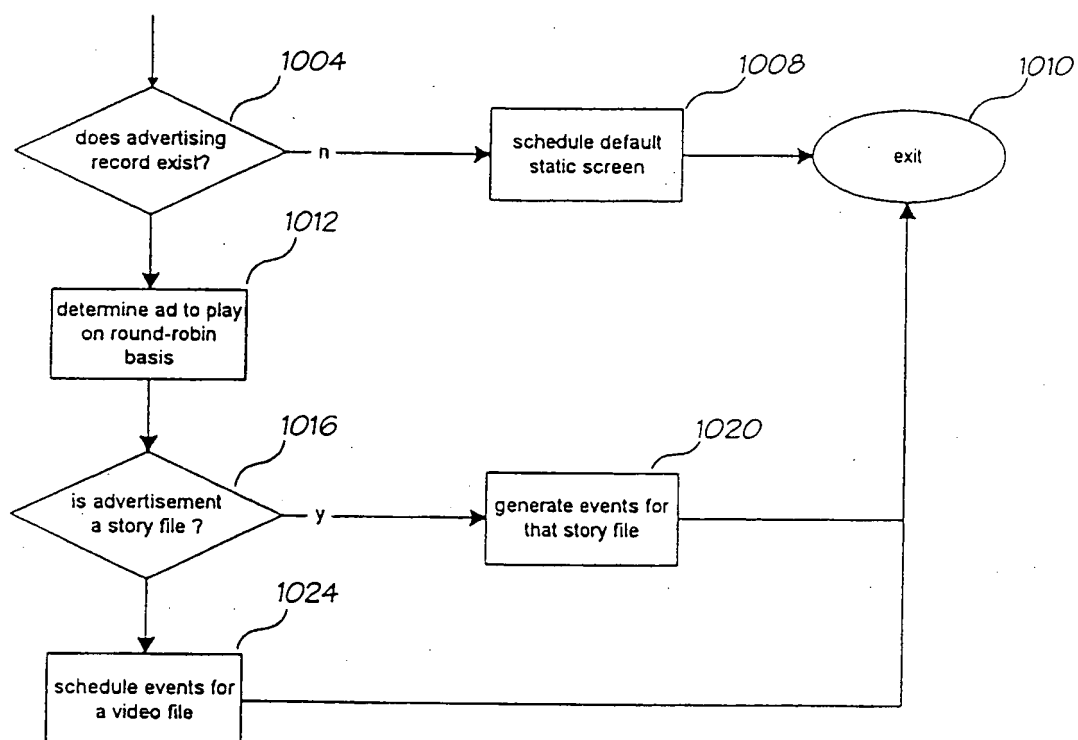 1004
does advertising
record exist?
n
1008
schedule default
static screen
1010
exit
1012
determine ad to play
on round-robin
basis
1016
is advertisement
a story file ?
y
1020
generate events for
that story file
1024
schedule events for
a video file